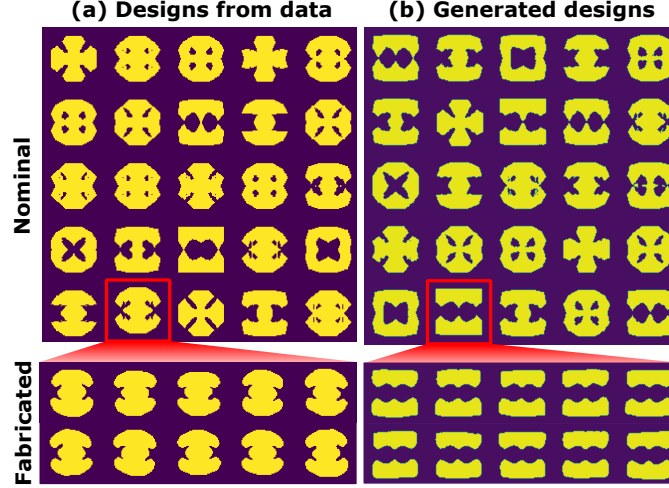 (a) Designs from data
(b) Generated designs
Nominal
Fabricated